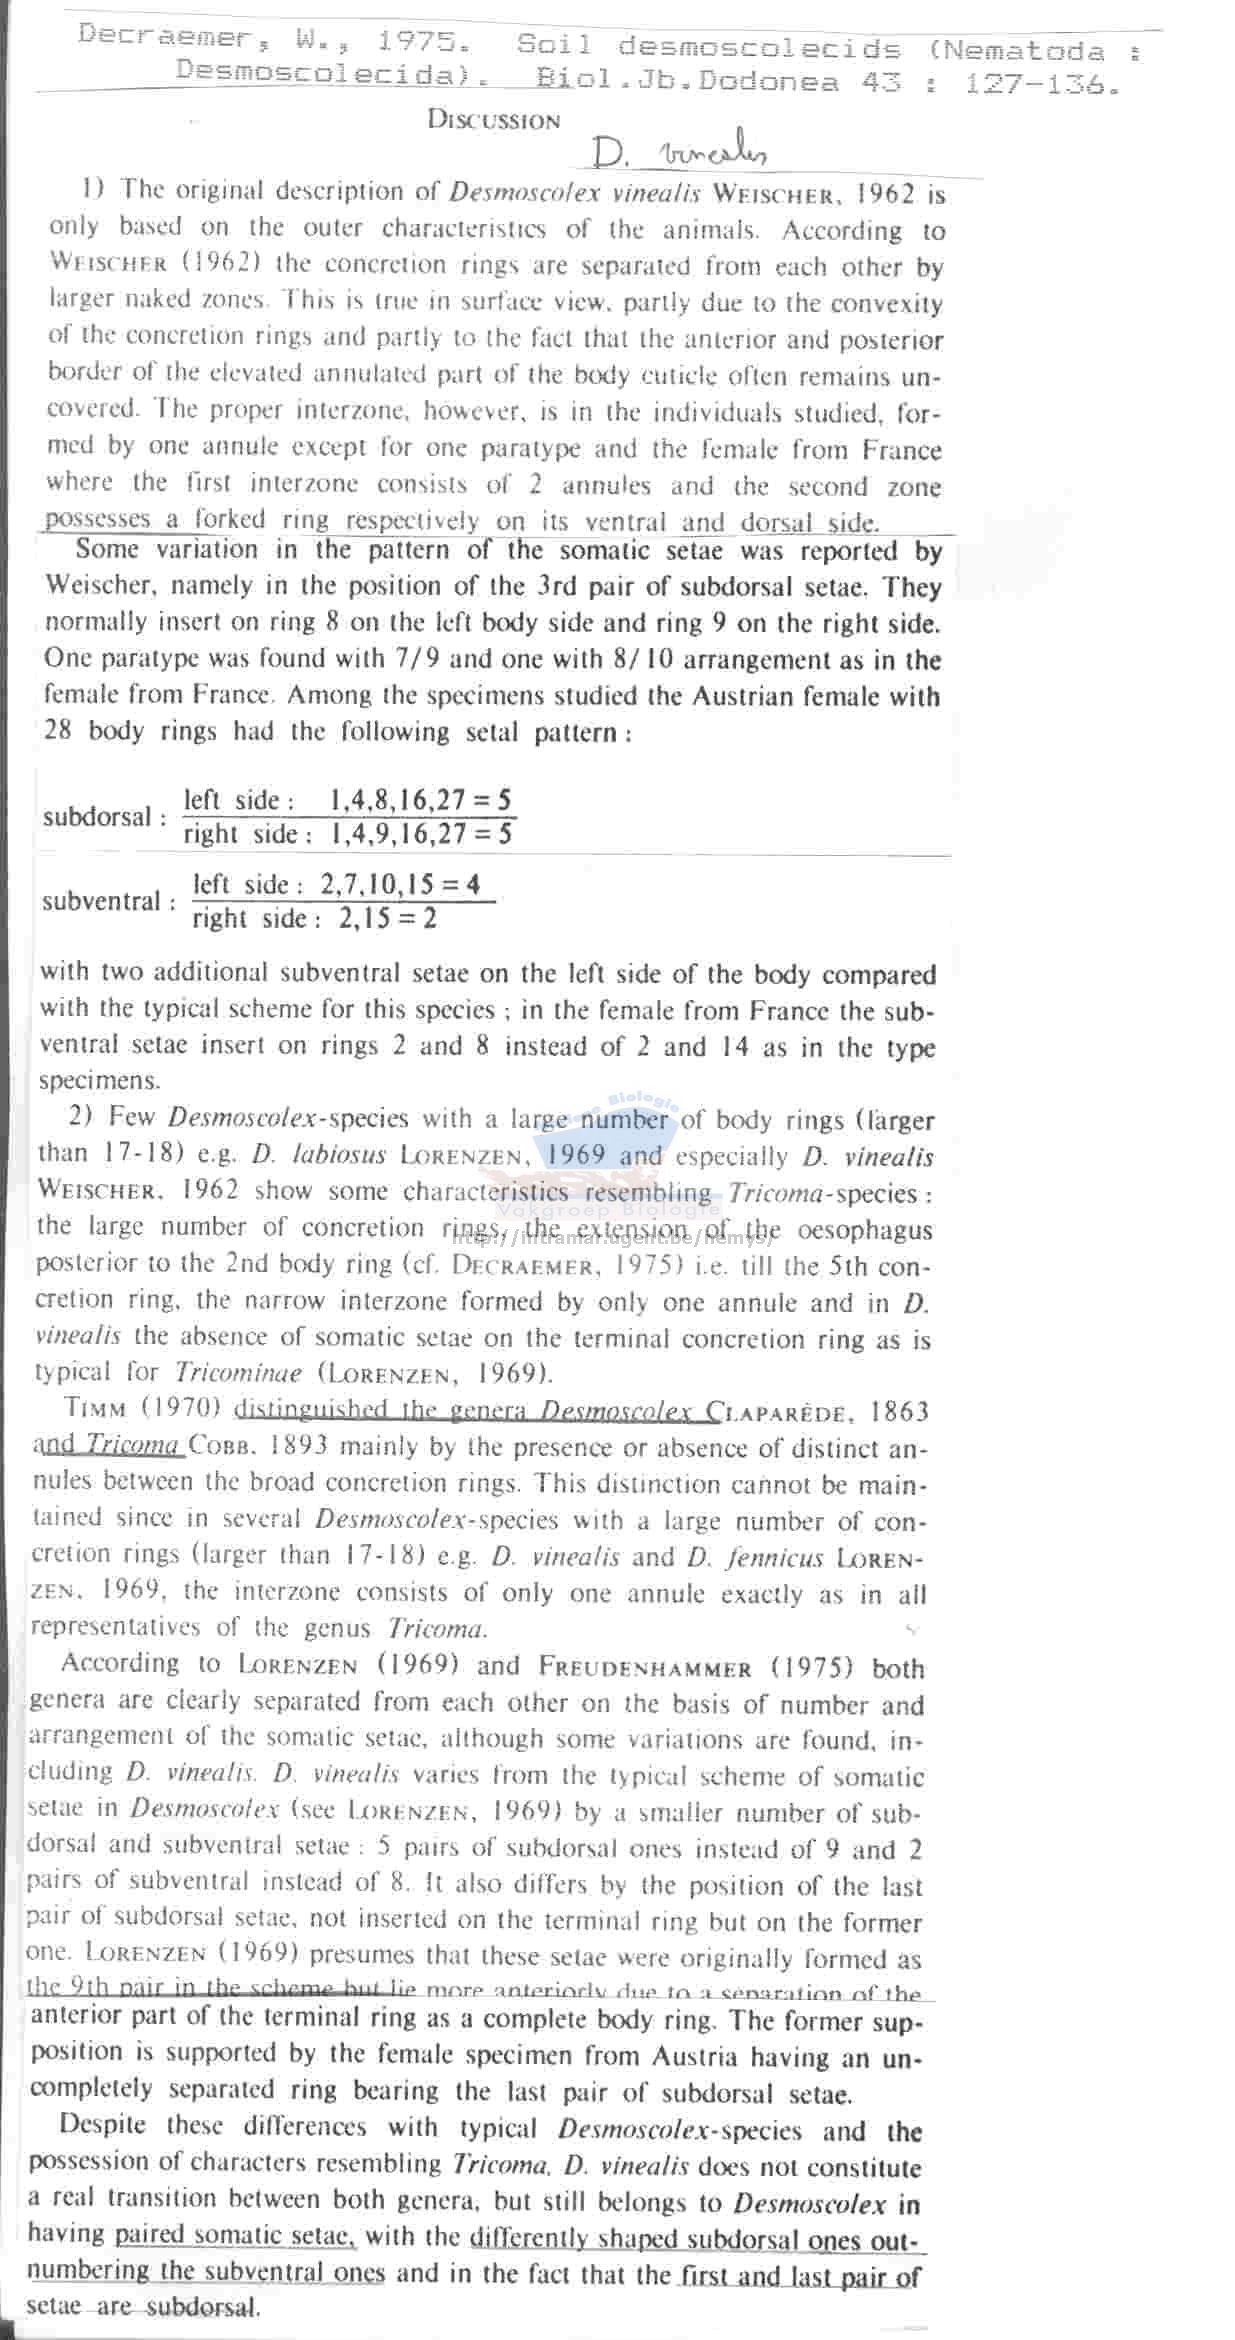 Decraemer, W., 1975. Soil desmoscolecids (Nematoda :
Desmoscolecida). Biol.Jb.Dodonea 43 : 127-136.
DISCUSSION
D. vinealis
1) The original description of Desmoscolex vinealis WEISCHER, 1962 is
only based on the outer characteristics of the animals. According to
WEISCHER (1962) the concretion rings are separated from each other by
larger naked zones. This is true in surface view, partly due to the convexity
of the concretion rings and partly to the fact that the anterior and posterior
border of the elevated annulated part of the body cuticle often remains un-
covered. The proper interzone, however, is in the individuals studied, for-
med by one annule except for one paratype and the female from France
where the first interzone consists of 2 annules and the second zone
possesses a forked ring respectively on its ventral and dorsal side.
Some variation in the pattern of the somatic setae was reported by
Weischer, namely in the position of the 3rd pair of subdorsal setae. They
normally insert on ring 8 on the left body side and ring 9 on the right side.
One paratype was found with 7/9 and one with 8/10 arrangement as in the
female from France. Among the specimens studied the Austrian female with
28 body rings had the following setal pattern :
subdorsal : left side : 1,4,8,16,27 = 5
right side : 1,4,9,16,27 = 5
subventral : left side : 2,7,10,15 = 4
right side : 2,15 = 2
with two additional subventral setae on the left side of the body compared
with the typical scheme for this species ; in the female from France the sub-
ventral setae insert on rings 2 and 8 instead of 2 and 14 as in the type
specimens.
2) Few Desmoscolex-species with a large number of body rings (larger
than 17-18) e.g. D. labiosus LORENZEN, 1969 and especially D. vinealis
WEISCHER, 1962 show some characteristics resembling Tricoma-species :
the large number of concretion rings, the extension of the oesophagus
posterior to the 2nd body ring (cf. DECRAEMER, 1975) i.e. till the 5th con-
cretion ring, the narrow interzone formed by only one annule and in D.
vinealis the absence of somatic setae on the terminal concretion ring as is
typical for Tricominae (LORENZEN, 1969).
Biologie
Vakgroep Biologie
http://intramar.ugent.be/nemys/
TIMM (1970) distinguished the genera Desmoscolex CLAPARÈDE, 1863
and Tricoma COBB, 1893 mainly by the presence or absence of distinct an-
nules between the broad concretion rings. This distinction cannot be main-
tained since in several Desmoscolex-species with a large number of con-
cretion rings (larger than 17-18) e.g. D. vinealis and D. fennicus LOREN-
ZEN, 1969, the interzone consists of only one annule exactly as in all
representatives of the genus Tricoma.
According to LORENZEN (1969) and FREUDENHAMMER (1975) both
genera are clearly separated from each other on the basis of number and
arrangement of the somatic setae, although some variations are found, in-
cluding D. vinealis. D. vinealis varies from the typical scheme of somatic
setae in Desmoscolex (see LORENZEN, 1969) by a smaller number of sub-
dorsal and subventral setae : 5 pairs of subdorsal ones instead of 9 and 2
pairs of subventral instead of 8. It also differs by the position of the last
pair of subdorsal setae, not inserted on the terminal ring but on the former
one. LORENZEN (1969) presumes that these setae were originally formed as
the 9th pair in the scheme but lie more anteriorly due to a separation of the
anterior part of the terminal ring as a complete body ring. The former sup-
position is supported by the female specimen from Austria having an un-
completely separated ring bearing the last pair of subdorsal setae.
Despite these differences with typical Desmoscolex-species and the
possession of characters resembling Tricoma, D. vinealis does not constitute
a real transition between both genera, but still belongs to Desmoscolex in
having paired somatic setae, with the differently shaped subdorsal ones out-
numbering the subventral ones and in the fact that the first and last pair of
setae are subdorsal.